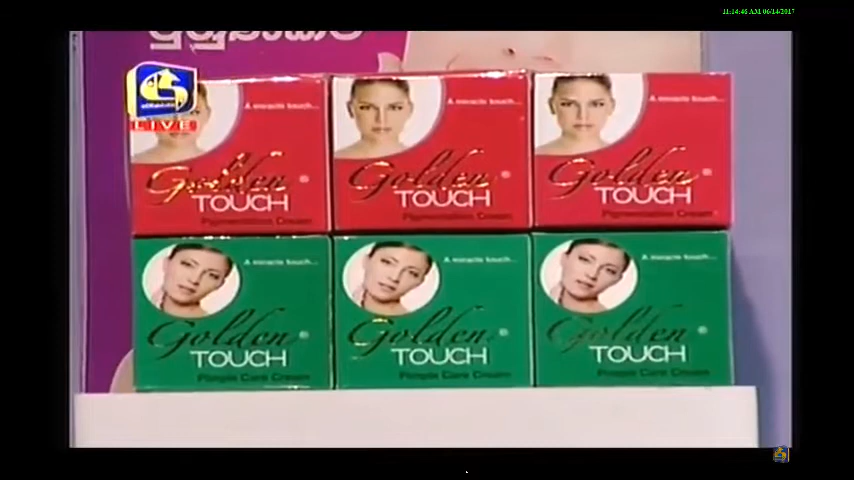 11:14:46 AM 06/14/2017
LIVE
A miracle touch...
Golden
TOUCH
Pigmentation Cream
A miracle touch...
Golden
TOUCH
Pigmentation Cream
A miracle touch...
Golden
TOUCH
Pigmentation Cream
A miracle touch...
Golden
TOUCH
Pimple Care Cream
A miracle touch...
Golden
TOUCH
Pimple Care Cream
A miracle touch...
Golden
TOUCH
Pimple Care Cream